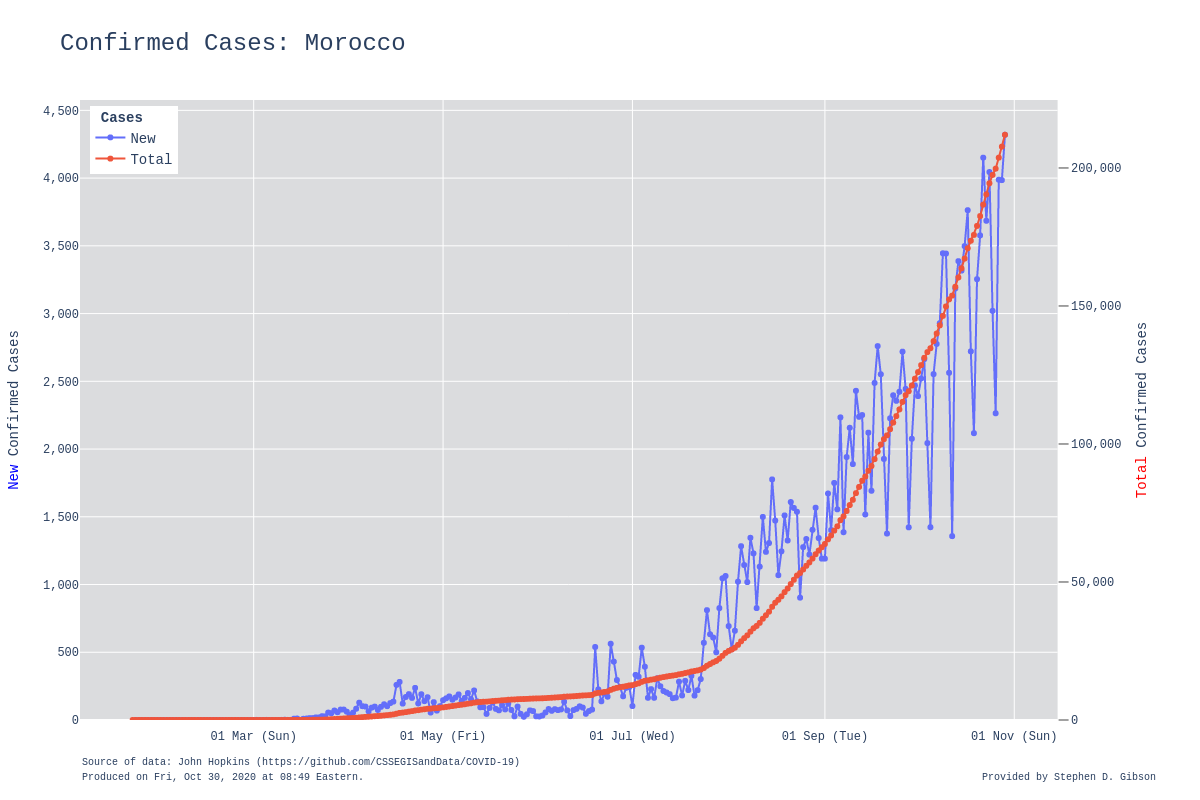 Confirmed Cases: Morocco
Cases
New
Total
4,500
4,000
3,500
3,000
2,500
2,000
1,500
1,000
500
0
New Confirmed Cases
200,000
150,000
100,000
50,000
0
Total Confirmed Cases
01 Mar (Sun)
01 May (Fri)
01 Jul (Wed)
01 Sep (Tue)
01 Nov (Sun)
Source of data: John Hopkins (https://github.com/CSSEGISandData/COVID-19)
Produced on Fri, Oct 30, 2020 at 08:49 Eastern.
Provided by Stephen D. Gibson